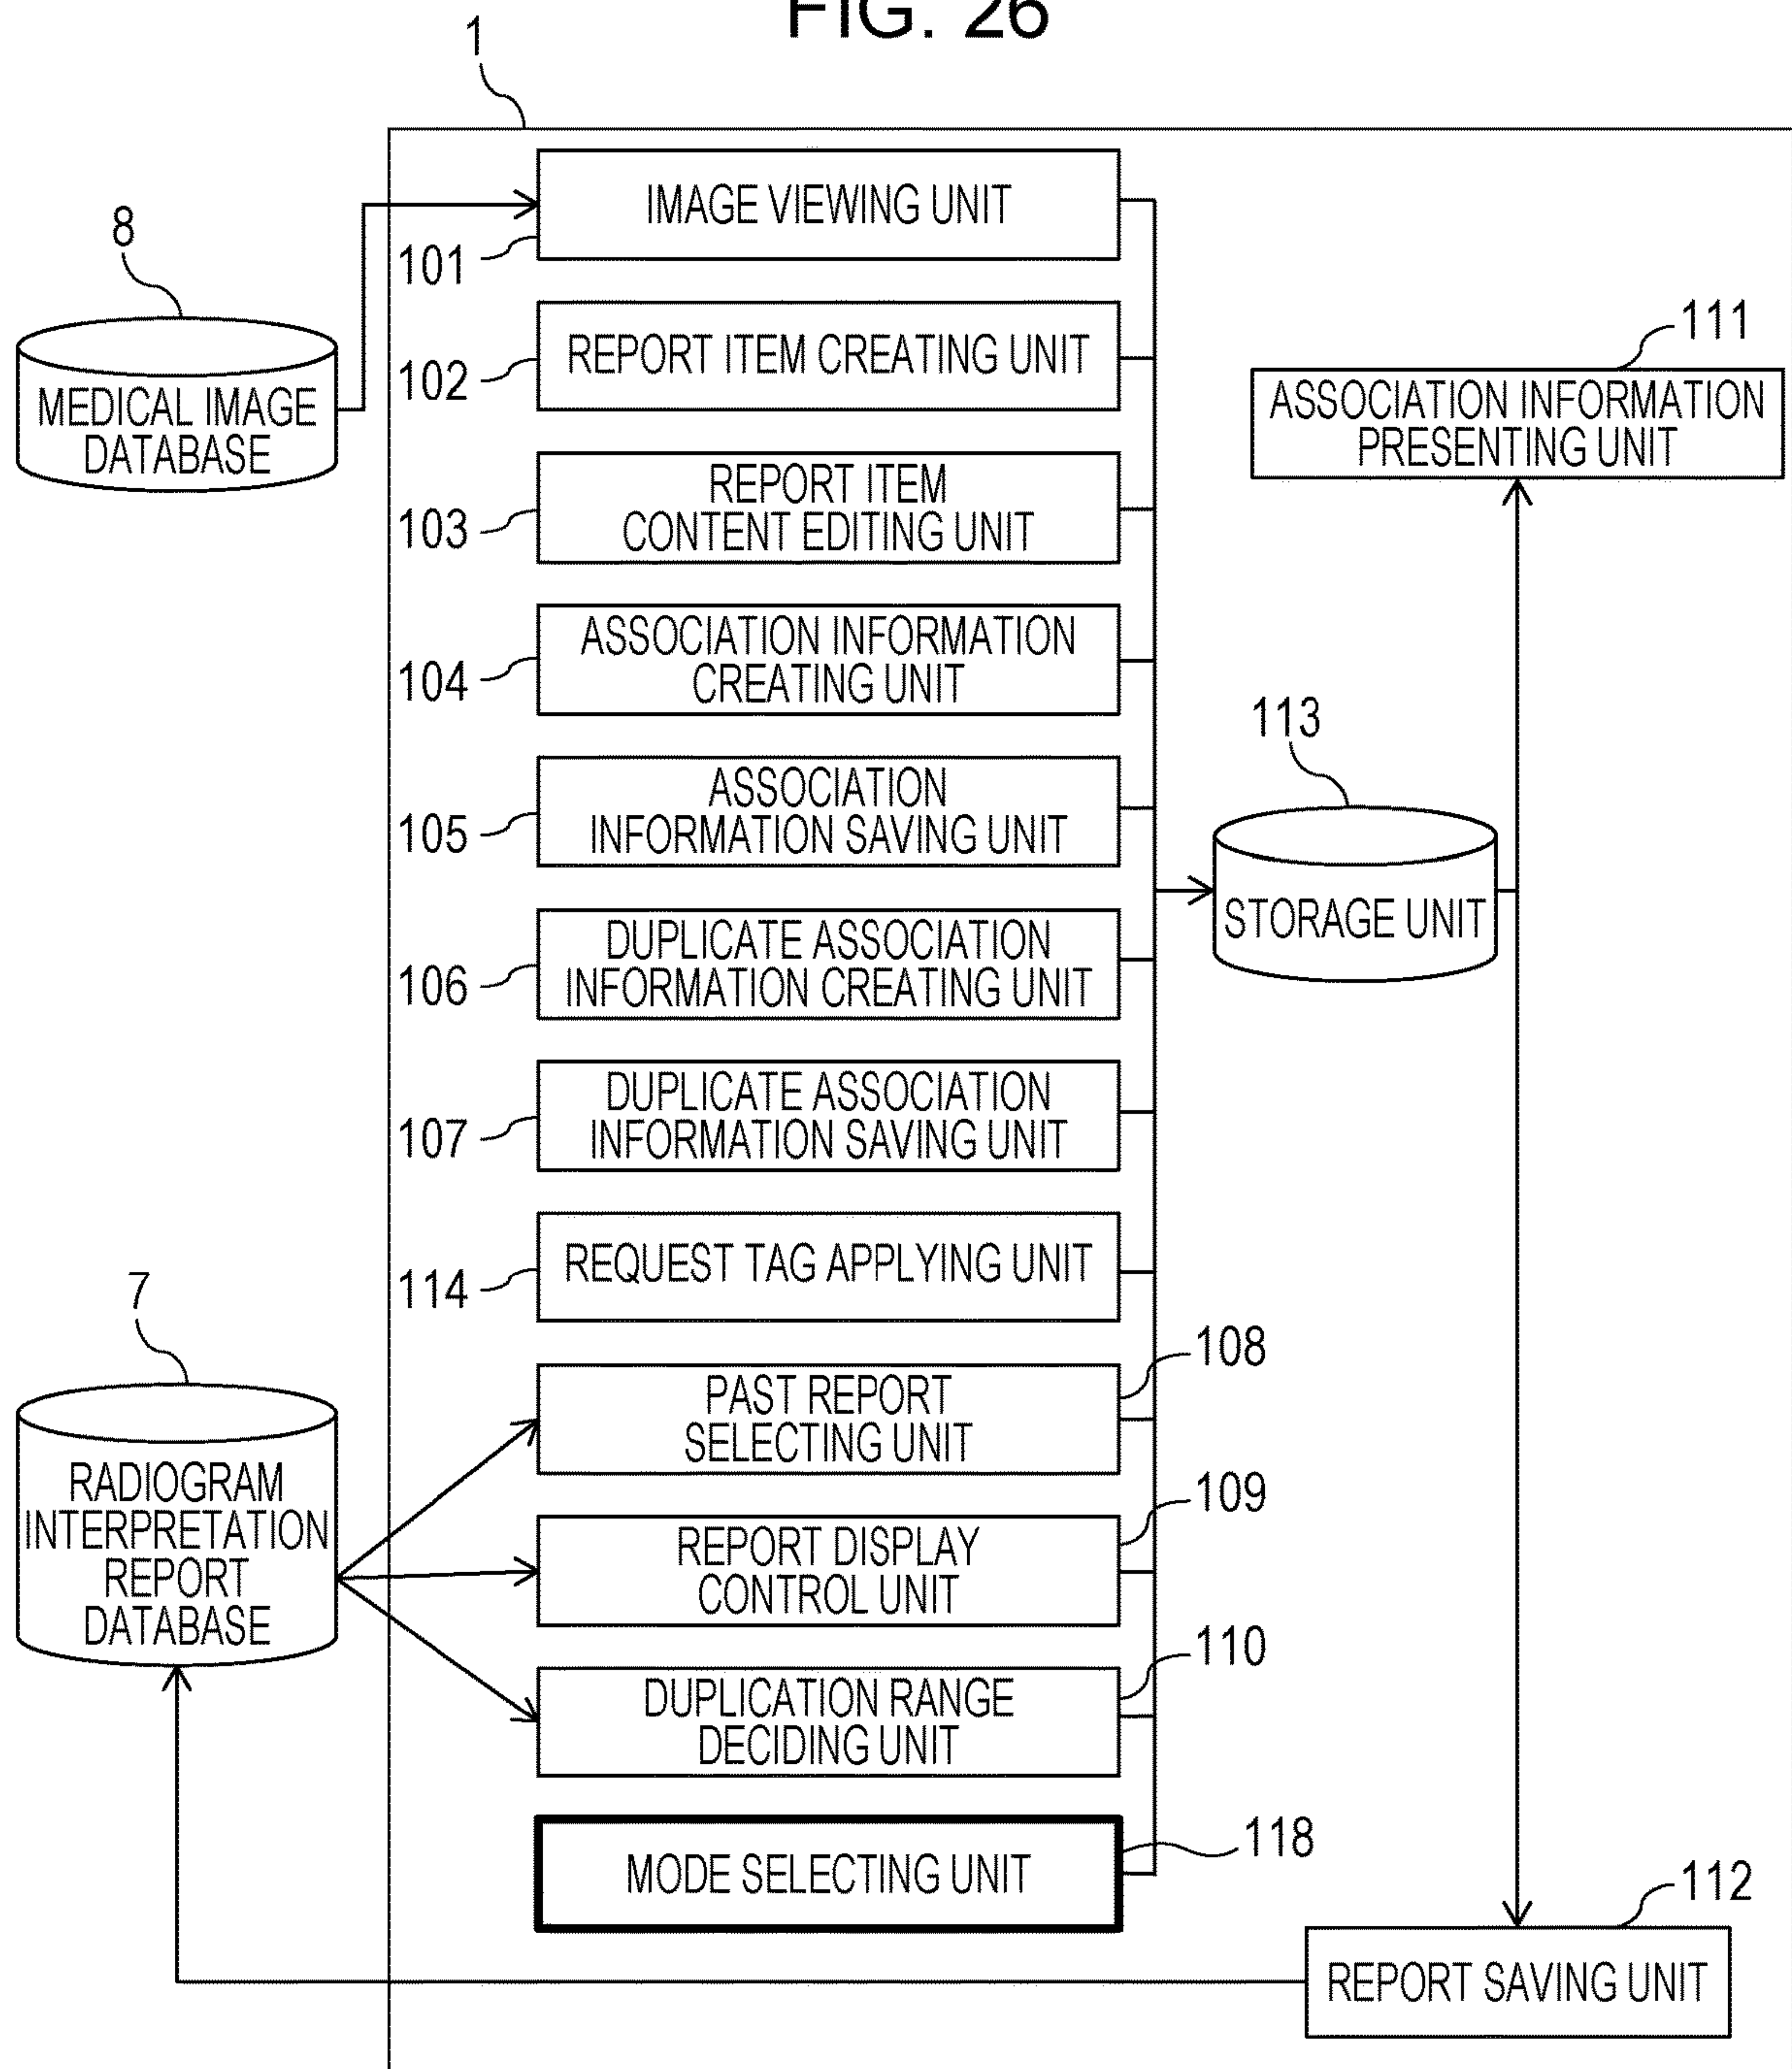 FIG. 26
1
IMAGE VIEWING UNIT
101
8
MEDICAL IMAGE
DATABASE
REPORT ITEM CREATING UNIT
102
111
ASSOCIATION INFORMATION
PRESENTING UNIT
REPORT ITEM
CONTENT EDITING UNIT
103
ASSOCIATION INFORMATION
CREATING UNIT
104
113
STORAGE UNIT
ASSOCIATION
INFORMATION SAVING UNIT
105
DUPLICATE ASSOCIATION
INFORMATION CREATING UNIT
106
DUPLICATE ASSOCIATION
INFORMATION SAVING UNIT
107
REQUEST TAG APPLYING UNIT
114
7
RADIOGRAM
INTERPRETATION
REPORT
DATABASE
108
PAST REPORT
SELECTING UNIT
109
REPORT DISPLAY
CONTROL UNIT
110
DUPLICATION RANGE
DECIDING UNIT
118
MODE SELECTING UNIT
112
REPORT SAVING UNIT